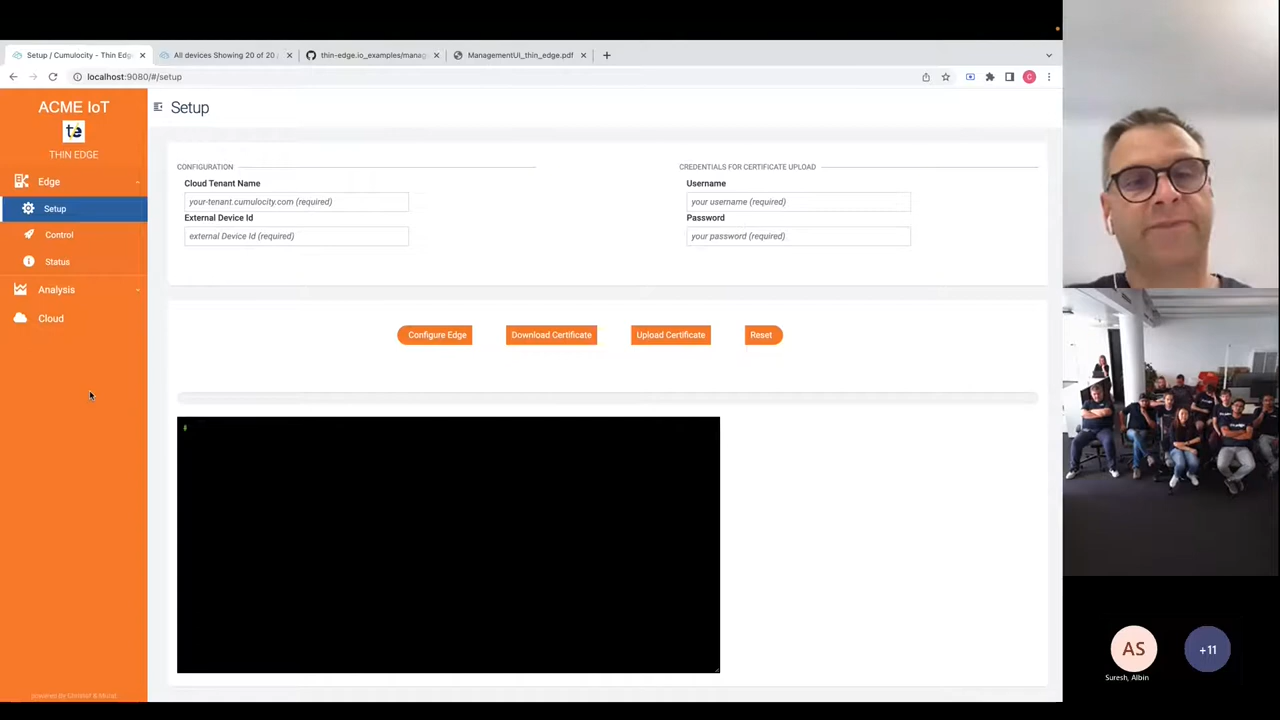 Setup / Cumulocity - Thin Edg
All devices Showing 20 of 20
thin-edge.io_examples/manag
ManagementUI_thin_edge.pdf
localhost:9080/#/setup
C
ACME IoT
te
THIN EDGE
Edge
Setup
Control
Status
Analysis
Cloud
Setup
CONFIGURATION
Cloud Tenant Name
your-tenant.cumulocity.com (required)
External Device Id
external Device Id (required)
CREDENTIALS FOR CERTIFICATE UPLOAD
Username
your username (required)
Password
your password (required)
Configure Edge
Download Certificate
Upload Certificate
Reset
#
AS
Suresh, Albin
+11
powered by